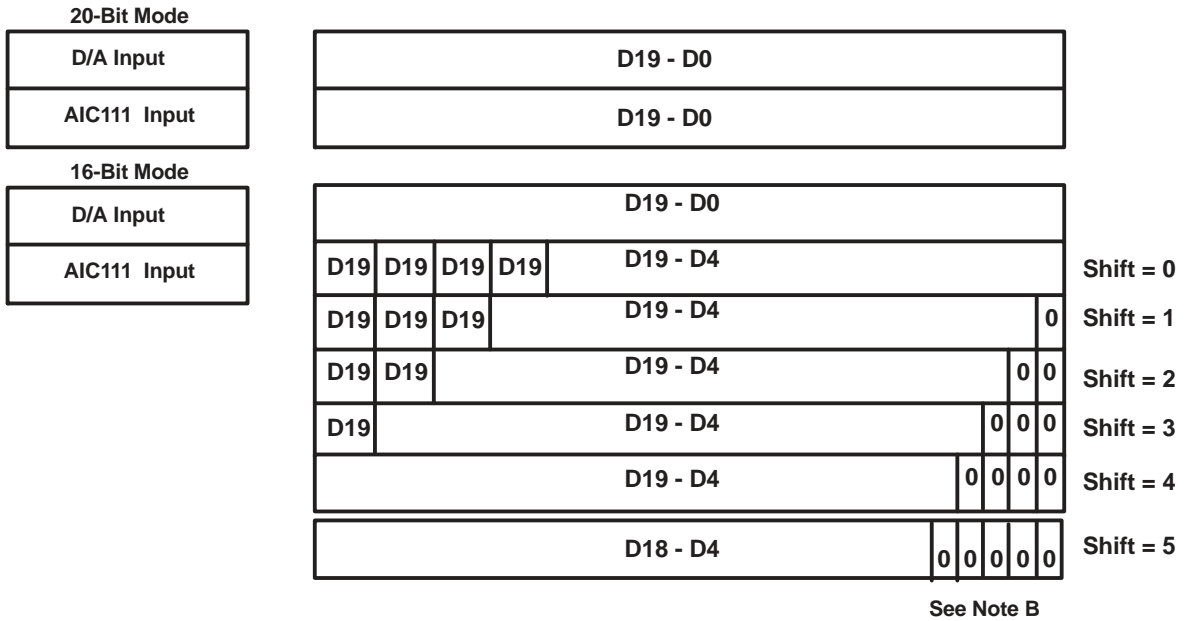 20-Bit Mode
D/A Input
D19 - D0
AIC111 Input
D19 - D0
16-Bit Mode
D/A Input
D19 - D0
AIC111 Input
D19 D19 D19 D19 D19 - D4 Shift = 0
D19 D19 D19 D19 - D4 0 Shift = 1
D19 D19 D19 - D4 0 0 Shift = 2
D19 D19 - D4 0 0 0 Shift = 3
D19 - D4 0 0 0 0 Shift = 4
D18 - D4 0 0 0 0 0 Shift = 5
See Note B